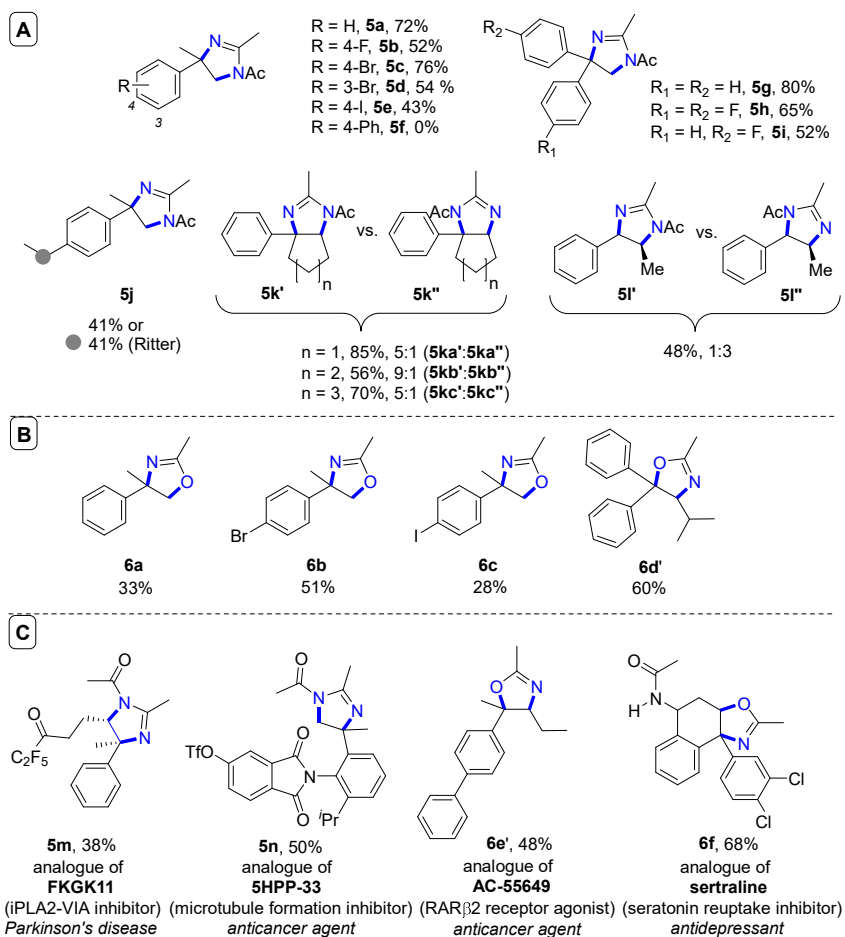 A
R
4
3
N
N
Ac
R = H, 5a, 72%
R = 4-F, 5b, 52%
R = 4-Br, 5c, 76%
R = 3-Br, 5d, 54 %
R = 4-I, 5e, 43%
R = 4-Ph, 5f, 0%
R2
R1
N
NAc
R1 = R2 = H, 5g, 80%
R1 = R2 = F, 5h, 65%
R1 = H, R2 = F, 5i, 52%
N
NAc
5j
41% or
41% (Ritter)
N
NAc
n
5k'
vs.
AcN
N
n
5k"
n = 1, 85%, 5:1 (5ka':5ka")
n = 2, 56%, 9:1 (5kb':5kb")
n = 3, 70%, 5:1 (5kc':5kc")
N
N-Ac
Me
5l'
vs.
Ac-N
N
Me
5l"
48%, 1:3
B
N
O
6a
33%
Br
N
O
6b
51%
I
N
O
6c
28%
O
N
6d'
60%
C
O
N
N
O
C2F5
5m, 38%
analogue of
FKGK11
(iPLA2-VIA inhibitor)
Parkinson's disease
O
N
N
TfO
O
N
O
iPr
5n, 50%
analogue of
5HPP-33
(microtubule formation inhibitor)
anticancer agent
O
N
6e', 48%
analogue of
AC-55649
(RARβ2 receptor agonist)
anticancer agent
O
N
H
O
N
Cl
Cl
6f, 68%
analogue of
sertraline
(seratonin reuptake inhibitor)
antidepressant